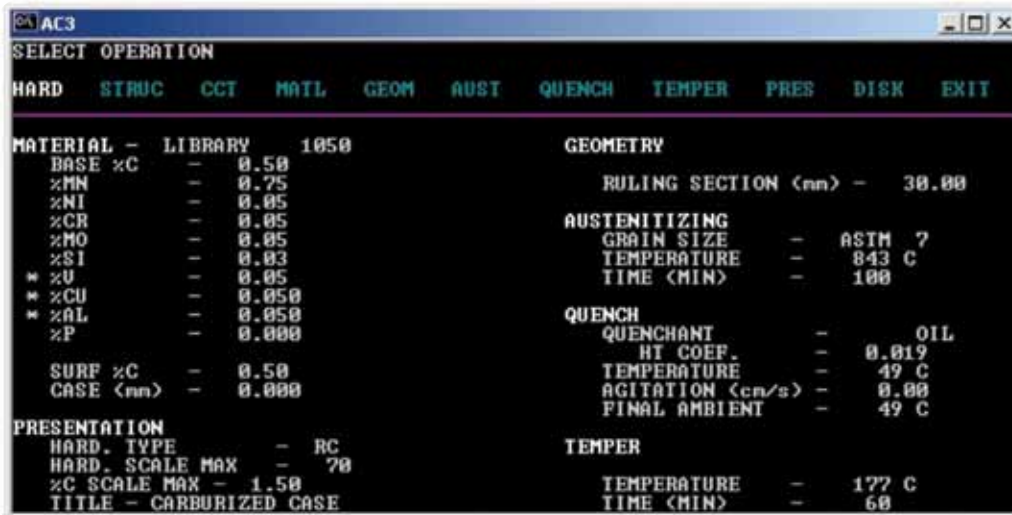 AC3
SELECT OPERATION
HARD STRUC CCT MATL GEOM AUST QUENCH TEMPER PRES DISK EXIT
MATERIAL - LIBRARY 1050
BASE %C - 0.50
%MN - 0.75
%NI - 0.05
%CR - 0.05
%MO - 0.05
%SI - 0.03
* %V - 0.05
* %CU - 0.050
* %AL - 0.050
%P - 0.000
SURF %C - 0.50
CASE (mm) - 0.000
PRESENTATION
HARD. TYPE - RC
HARD. SCALE MAX - 70
%C SCALE MAX - 1.50
TITLE - CARBURIZED CASE
GEOMETRY
RULING SECTION (mm) - 30.00
AUSTENITIZING
GRAIN SIZE - ASTM 7
TEMPERATURE - 843 C
TIME (MIN) - 100
QUENCH
QUENCHANT - OIL
HT COEF. - 0.019
TEMPERATURE - 49 C
AGITATION (cm/s) - 0.00
FINAL AMBIENT - 49 C
TEMPER
TEMPERATURE - 177 C
TIME (MIN) - 60